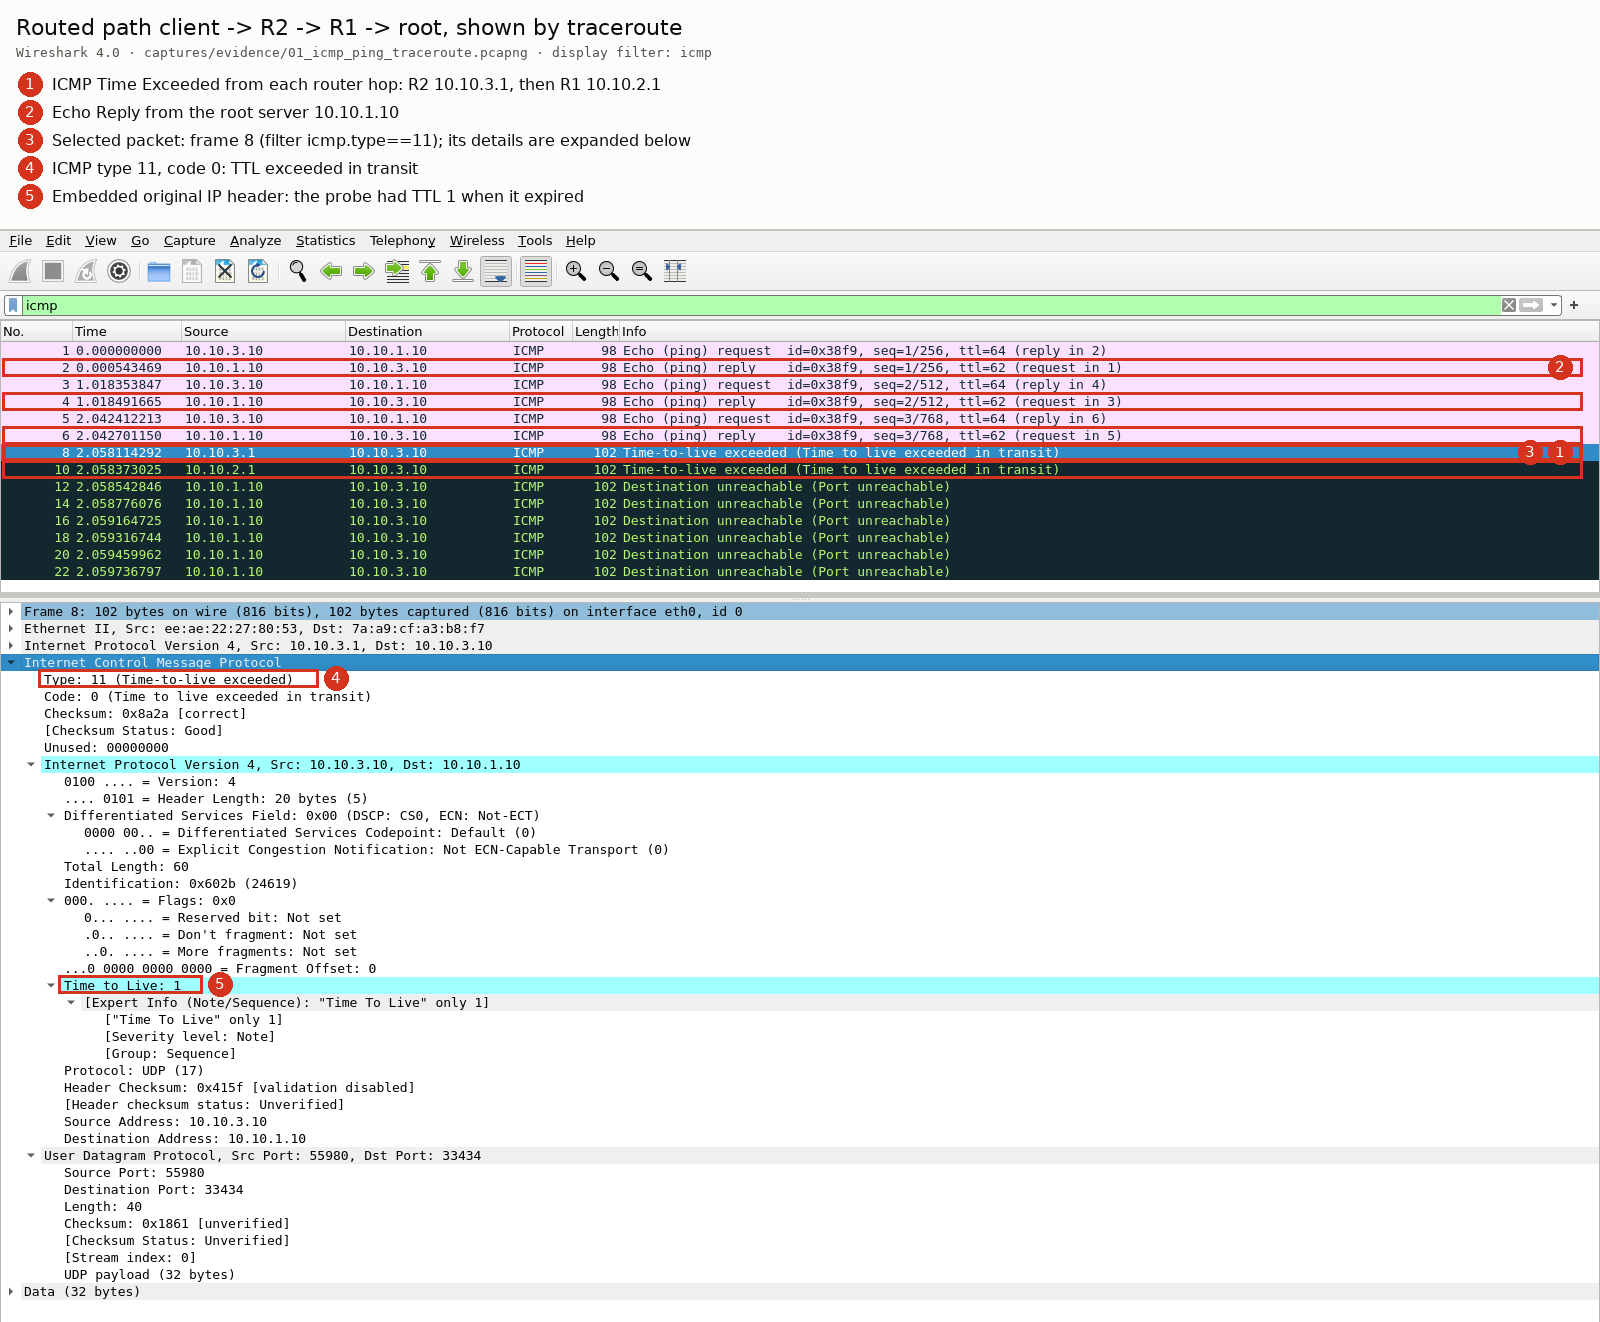 Routed path client -> R2 -> R1 -> root, shown by traceroute
Wireshark 4.0 · captures/evidence/01_icmp_ping_traceroute.pcapng · display filter: icmp
1 ICMP Time Exceeded from each router hop: R2 10.10.3.1, then R1 10.10.2.1
2 Echo Reply from the root server 10.10.1.10
3 Selected packet: frame 8 (filter icmp.type==11); its details are expanded below
4 ICMP type 11, code 0: TTL exceeded in transit
5 Embedded original IP header: the probe had TTL 1 when it expired
File Edit View Go Capture Analyze Statistics Telephony Wireless Tools Help
icmp
No. Time Source Destination Protocol Length Info
1 0.000000000 10.10.3.10 10.10.1.10 ICMP 98 Echo (ping) request id=0x38f9, seq=1/256, ttl=64 (reply in 2)
2 0.000543469 10.10.1.10 10.10.3.10 ICMP 98 Echo (ping) reply id=0x38f9, seq=1/256, ttl=62 (request in 1) 2
3 1.018353847 10.10.3.10 10.10.1.10 ICMP 98 Echo (ping) request id=0x38f9, seq=2/512, ttl=64 (reply in 4)
4 1.018491665 10.10.1.10 10.10.3.10 ICMP 98 Echo (ping) reply id=0x38f9, seq=2/512, ttl=62 (request in 3)
5 2.042412213 10.10.3.10 10.10.1.10 ICMP 98 Echo (ping) request id=0x38f9, seq=3/768, ttl=64 (reply in 6)
6 2.042701150 10.10.1.10 10.10.3.10 ICMP 98 Echo (ping) reply id=0x38f9, seq=3/768, ttl=62 (request in 5)
8 2.058114292 10.10.3.1 10.10.3.10 ICMP 102 Time-to-live exceeded (Time to live exceeded in transit) 3 1
10 2.058373025 10.10.2.1 10.10.3.10 ICMP 102 Time-to-live exceeded (Time to live exceeded in transit)
12 2.058542846 10.10.1.10 10.10.3.10 ICMP 102 Destination unreachable (Port unreachable)
14 2.058776076 10.10.1.10 10.10.3.10 ICMP 102 Destination unreachable (Port unreachable)
16 2.059164725 10.10.1.10 10.10.3.10 ICMP 102 Destination unreachable (Port unreachable)
18 2.059316744 10.10.1.10 10.10.3.10 ICMP 102 Destination unreachable (Port unreachable)
20 2.059459962 10.10.1.10 10.10.3.10 ICMP 102 Destination unreachable (Port unreachable)
22 2.059736797 10.10.1.10 10.10.3.10 ICMP 102 Destination unreachable (Port unreachable)
Frame 8: 102 bytes on wire (816 bits), 102 bytes captured (816 bits) on interface eth0, id 0
Ethernet II, Src: ee:ae:22:27:80:53, Dst: 7a:a9:cf:a3:b8:f7
Internet Protocol Version 4, Src: 10.10.3.1, Dst: 10.10.3.10
Internet Control Message Protocol
Type: 11 (Time-to-live exceeded) 4
Code: 0 (Time to live exceeded in transit)
Checksum: 0x8a2a [correct]
[Checksum Status: Good]
Unused: 00000000
Internet Protocol Version 4, Src: 10.10.3.10, Dst: 10.10.1.10
0100 .... = Version: 4
.... 0101 = Header Length: 20 bytes (5)
Differentiated Services Field: 0x00 (DSCP: CS0, ECN: Not-ECT)
0000 00.. = Differentiated Services Codepoint: Default (0)
.... ..00 = Explicit Congestion Notification: Not ECN-Capable Transport (0)
Total Length: 60
Identification: 0x602b (24619)
000. .... = Flags: 0x0
0... .... = Reserved bit: Not set
.0.. .... = Don't fragment: Not set
..0. .... = More fragments: Not set
...0 0000 0000 0000 = Fragment Offset: 0
Time to Live: 1 5
[Expert Info (Note/Sequence): "Time To Live" only 1]
["Time To Live" only 1]
[Severity level: Note]
[Group: Sequence]
Protocol: UDP (17)
Header Checksum: 0x415f [validation disabled]
[Header checksum status: Unverified]
Source Address: 10.10.3.10
Destination Address: 10.10.1.10
User Datagram Protocol, Src Port: 55980, Dst Port: 33434
Source Port: 55980
Destination Port: 33434
Length: 40
Checksum: 0x1861 [unverified]
[Checksum Status: Unverified]
[Stream index: 0]
UDP payload (32 bytes)
Data (32 bytes)